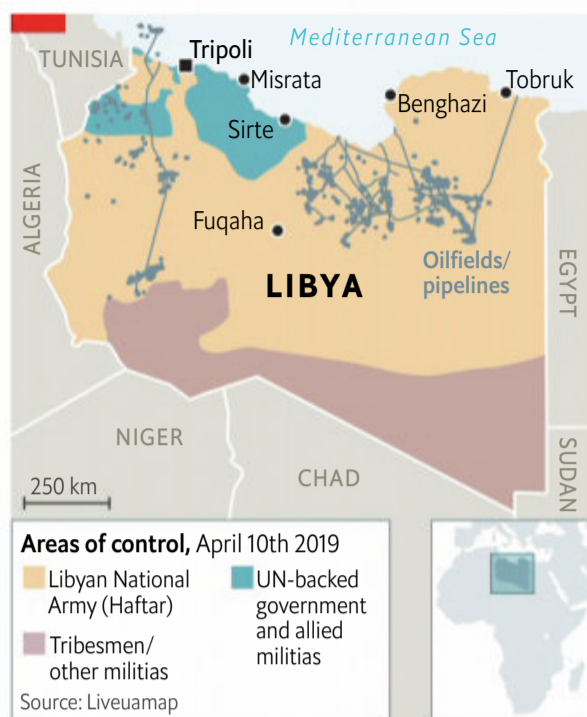 Mediterranean Sea
TUNISIA
Tripoli
Misrata
Benghazi
Tobruk
Sirte
ALGERIA
Fuqaha
Oilfields/
pipelines
LIBYA
EGYPT
NIGER
CHAD
SUDAN
250 km
Areas of control, April 10th 2019
Libyan National
Army (Haftar)
Tribesmen/
other militias
UN-backed
government
and allied
militias
Source: Liveuamap